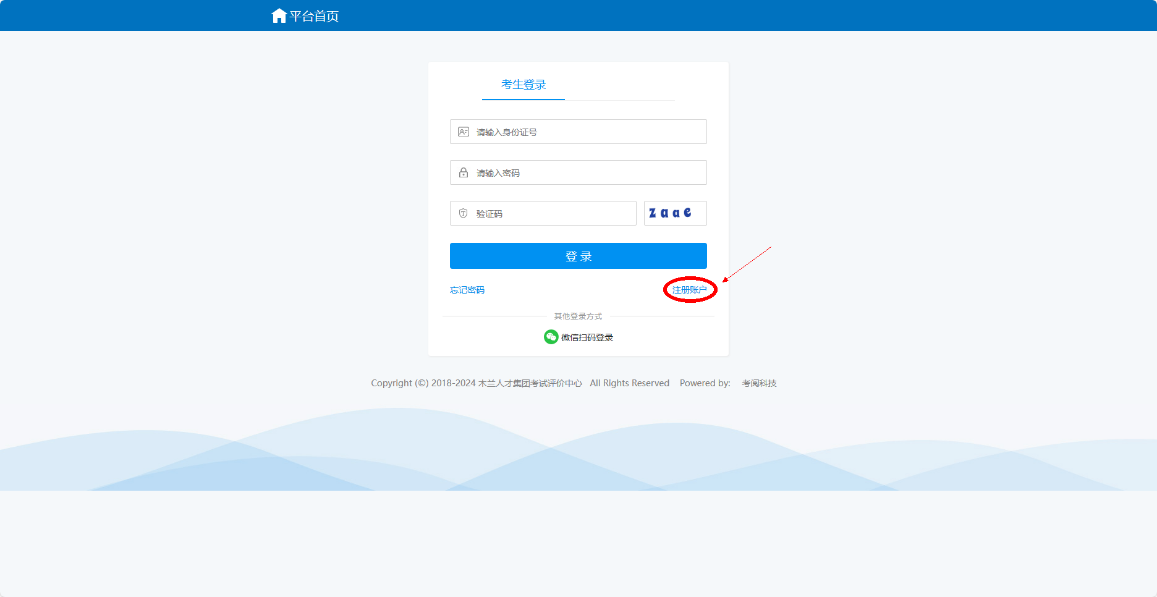 平台首页
考生登录
请输入身份证号
请输入密码
验证码 zaae
登 录
忘记密码 注册账户
其他登录方式
微信扫码登录
Copyright (©) 2018-2024 木兰人才集团考试评价中心 All Rights Reserved Powered by: 考阅科技